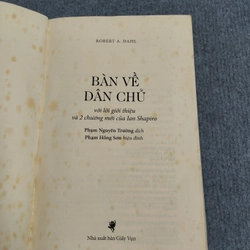 ROBERT A. DAHL
BÀN VỀ
DÂN CHỦ
với lời giới thiệu
và 2 chương mới của Ian Shapiro
Phạm Nguyên Trường dịch
Phạm Hồng Sơn hiệu đính
Nhà xuất bản Giấy Vụn